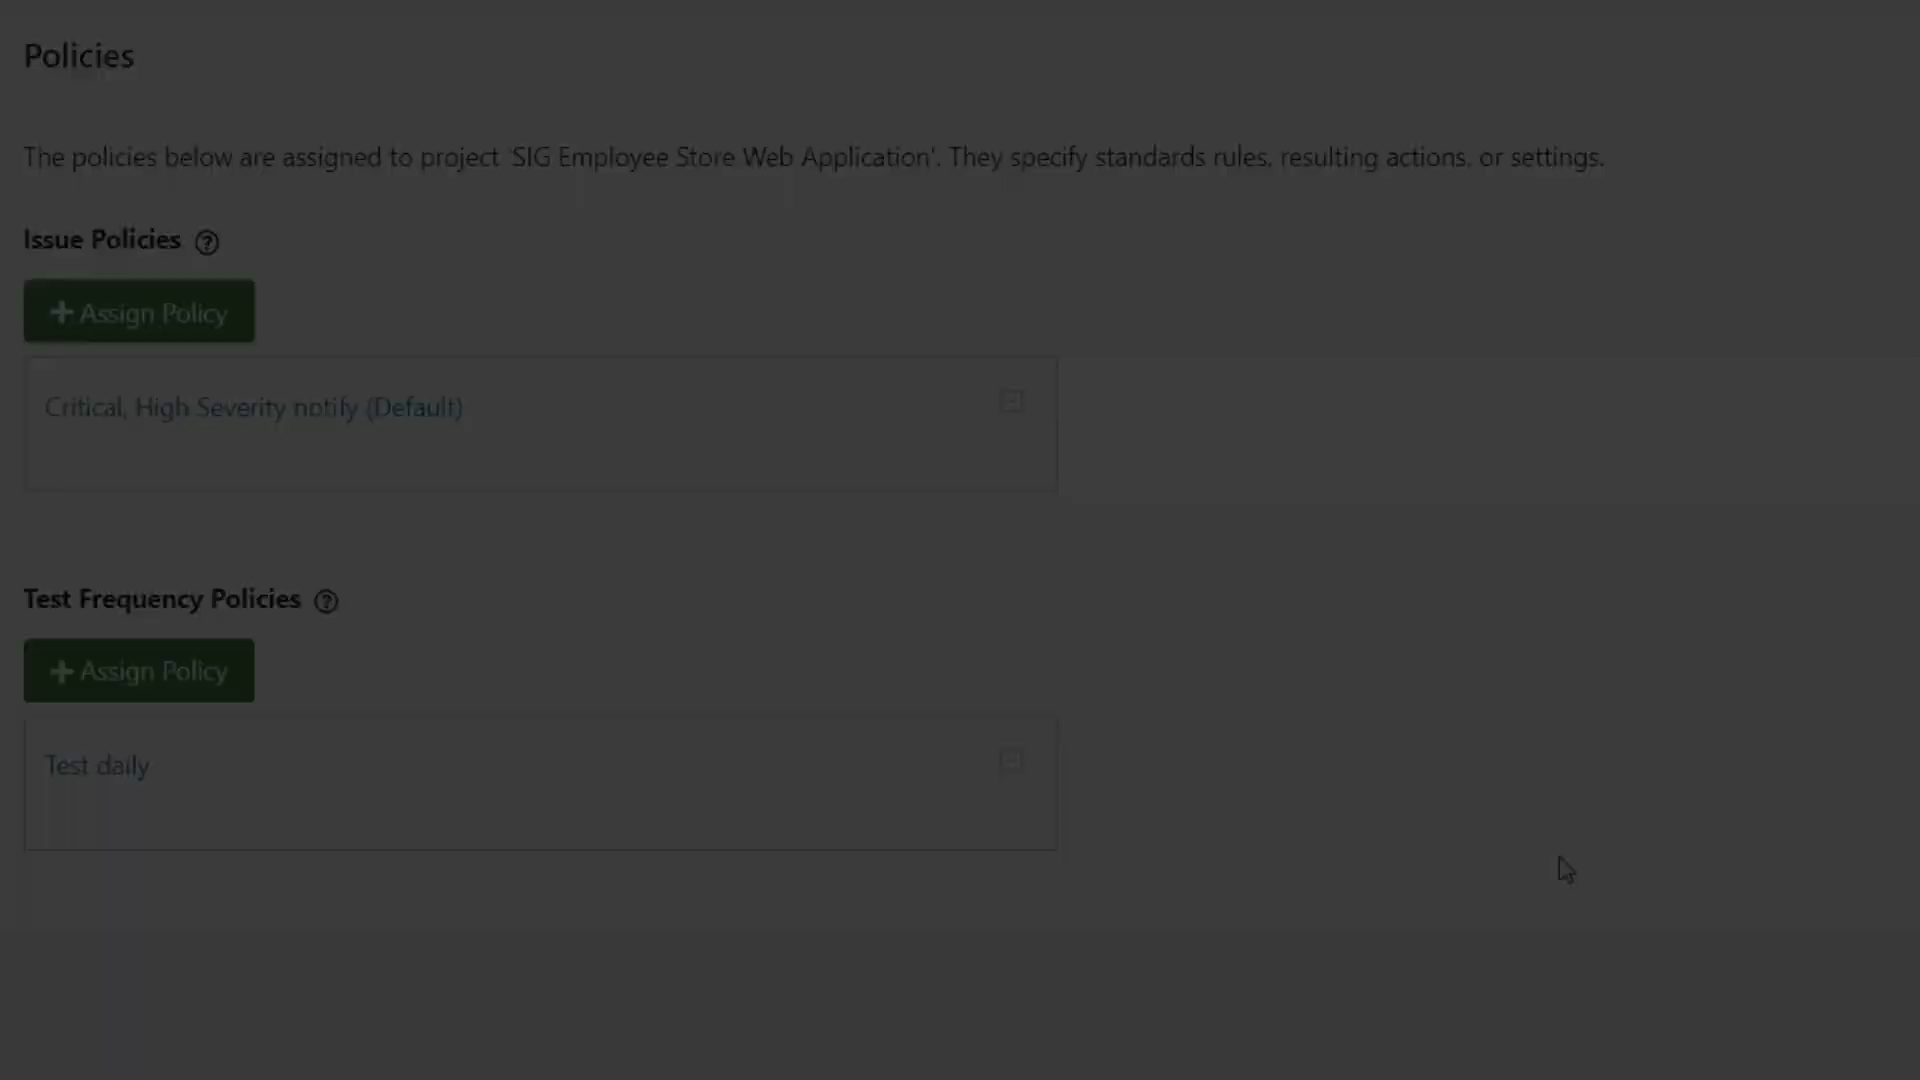 Policies
The policies below are assigned to project 'SIG Employee Store Web Application'. They specify standards rules, resulting actions, or settings.
Issue Policies ?
+ Assign Policy
Critical, High Severity notify (Default)
Test Frequency Policies ?
+ Assign Policy
Test daily